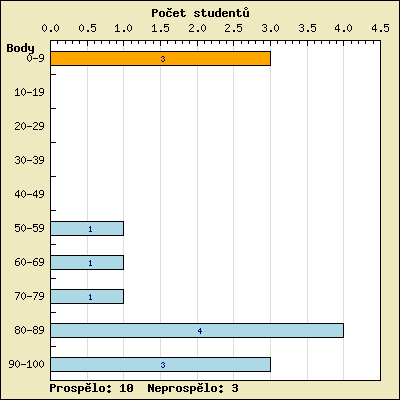 Počet studentů
0.0 0.5 1.0 1.5 2.0 2.5 3.0 3.5 4.0 4.5
Body
0-9 3
10-19
20-29
30-39
40-49
50-59 1
60-69 1
70-79 1
80-89 4
90-100 3
Prospělo: 10 Neprospělo: 3